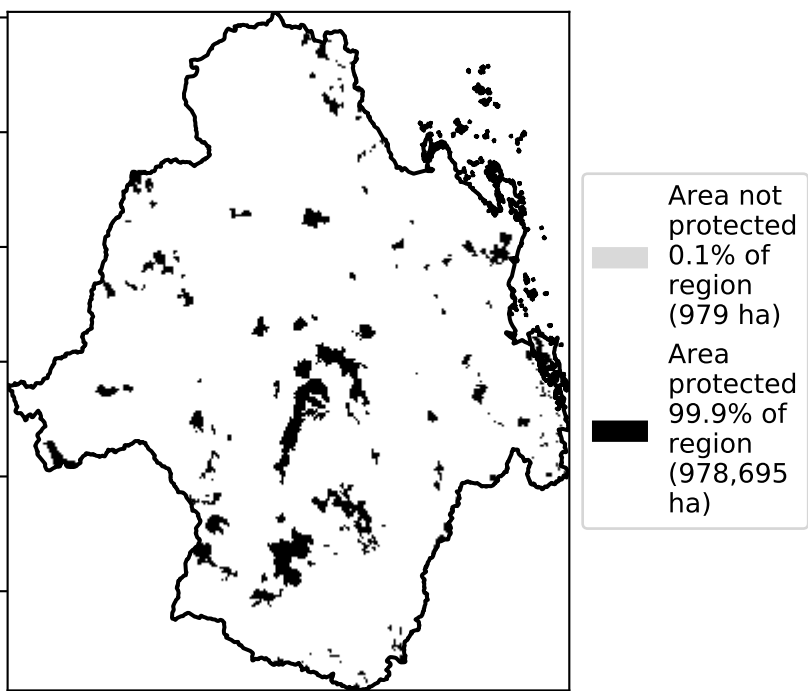 Area not
protected
0.1% of
region
(979 ha)
Area
protected
99.9% of
region
(978,695
ha)